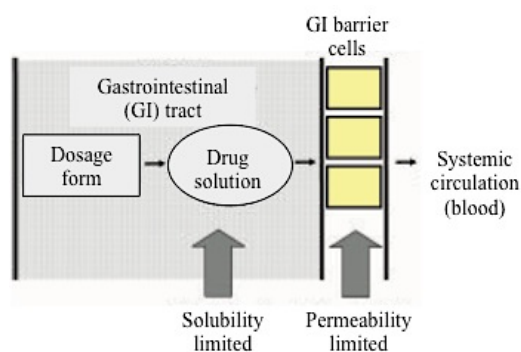 GI barrier
cells
Gastrointestinal
(GI) tract
Dosage
form
Drug
solution
Systemic
circulation
(blood)
Solubility
limited
Permeability
limited